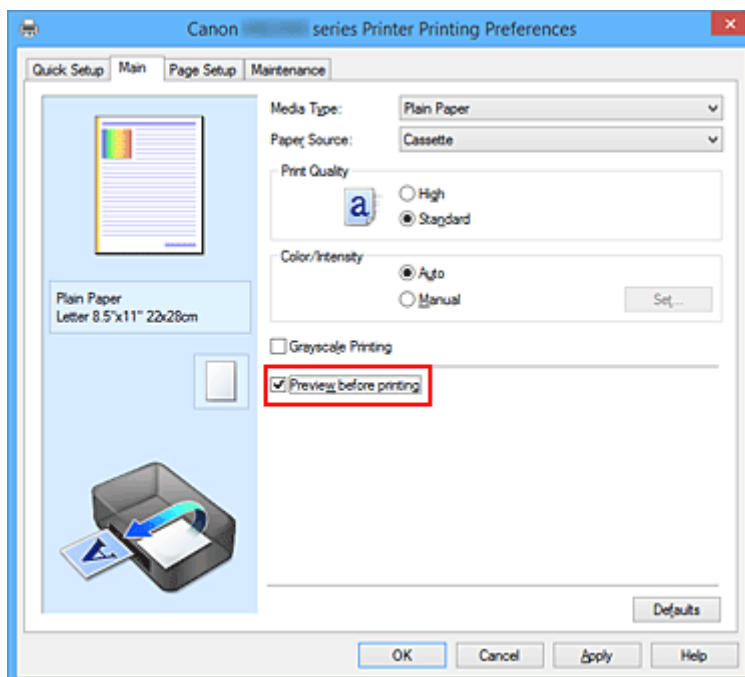 Canon series Printer Printing Preferences
Quick Setup Main Page Setup Maintenance
Media Type: Plain Paper
Paper Source: Cassette
Print Quality
a
High
Standard
Color/Intensity
Auto
Manual
Set...
Plain Paper
Letter 8.5"x11" 22x28cm
Grayscale Printing
Preview before printing
A
Defaults
OK Cancel Apply Help